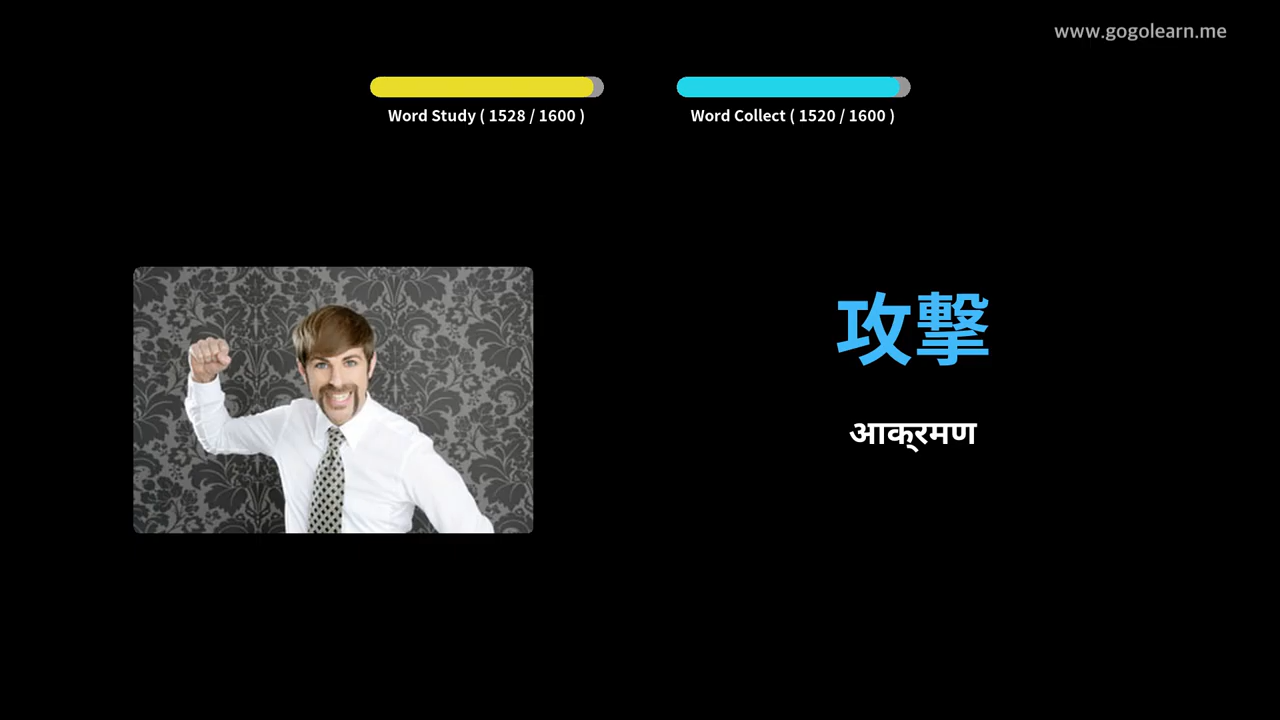 www.gogolearn.me
Word Study ( 1528 / 1600 )
Word Collect ( 1520 / 1600 )
攻撃
आक्रमण